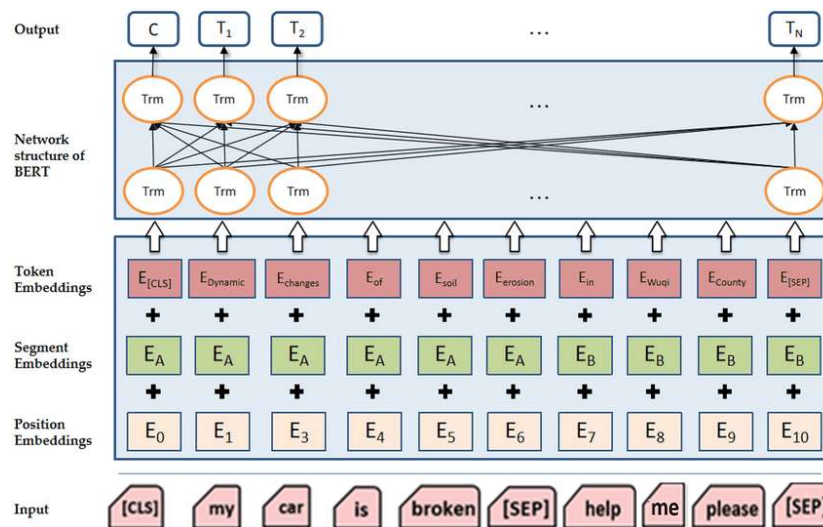 Output C T1 T2 ... TN
Trm Trm Trm ... Trm
Network structure of BERT
Trm Trm Trm ... Trm
Token Embeddings E[CLS] EDynamic Echanges Eof Esoil Eerosion Ein EWuqi ECounty E[SEP]
+ + + + + + + + + +
Segment Embeddings EA EA EA EA EA EA EB EB EB EB
+ + + + + + + + + +
Position Embeddings E0 E1 E3 E4 E5 E6 E7 E8 E9 E10
Input [CLS] my car is broken [SEP] help me please [SEP]